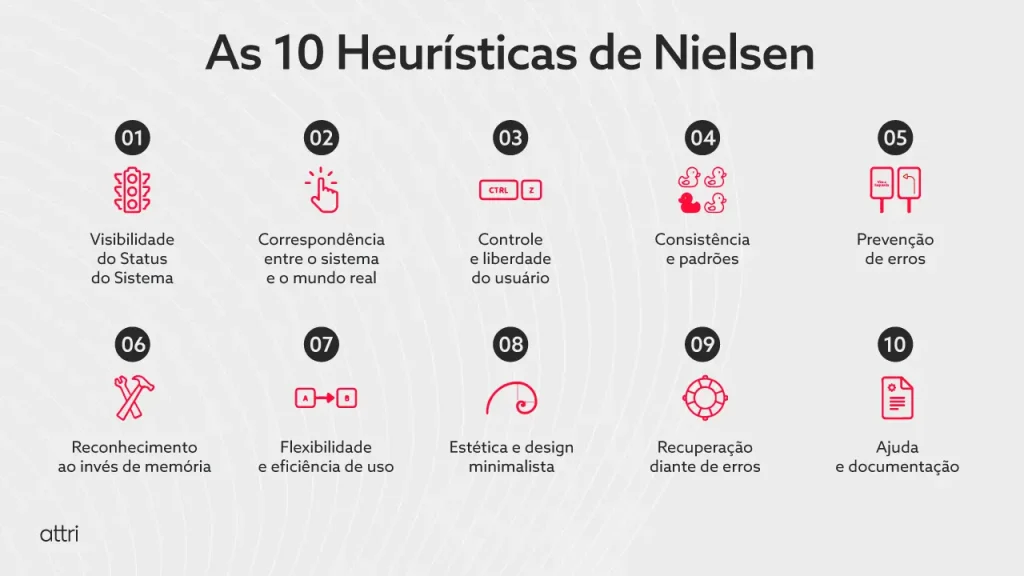 As 10 Heurísticas de Nielsen
01
02
03
04
05
CTRL Z
Visibilidade
do Status
do Sistema
Correspondência
entre o sistema
e o mundo real
Controle
e liberdade
do usuário
Consistência
e padrões
Prevenção
de erros
06
07
08
09
10
A B
Reconhecimento
ao invés de memória
Flexibilidade
e eficiência de uso
Estética e design
minimalista
Recuperação
diante de erros
Ajuda
e documentação
attri